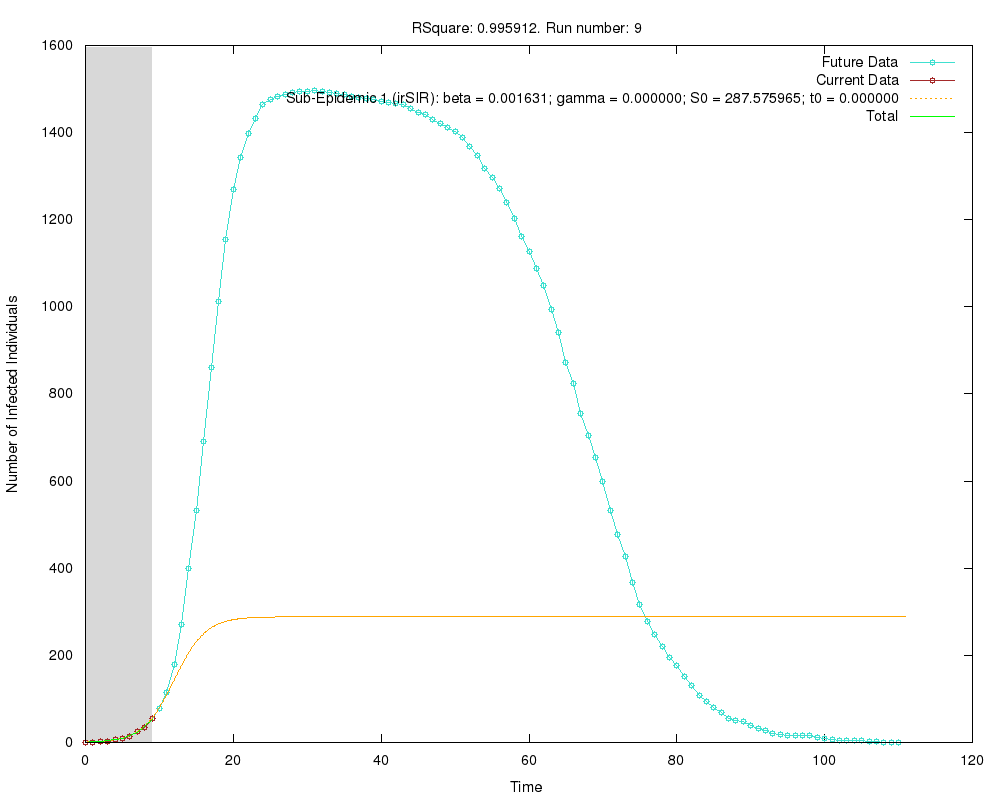 RSquare: 0.995912. Run number: 9
1600
1400
1200
1000
800
600
400
200
0
Number of Infected Individuals
Future Data
Current Data
Sub-Epidemic 1 (irSIR): beta = 0.001631; gamma = 0.000000; S0 = 287.575965; t0 = 0.000000
Total
0 20 40 60 80 100 120
Time